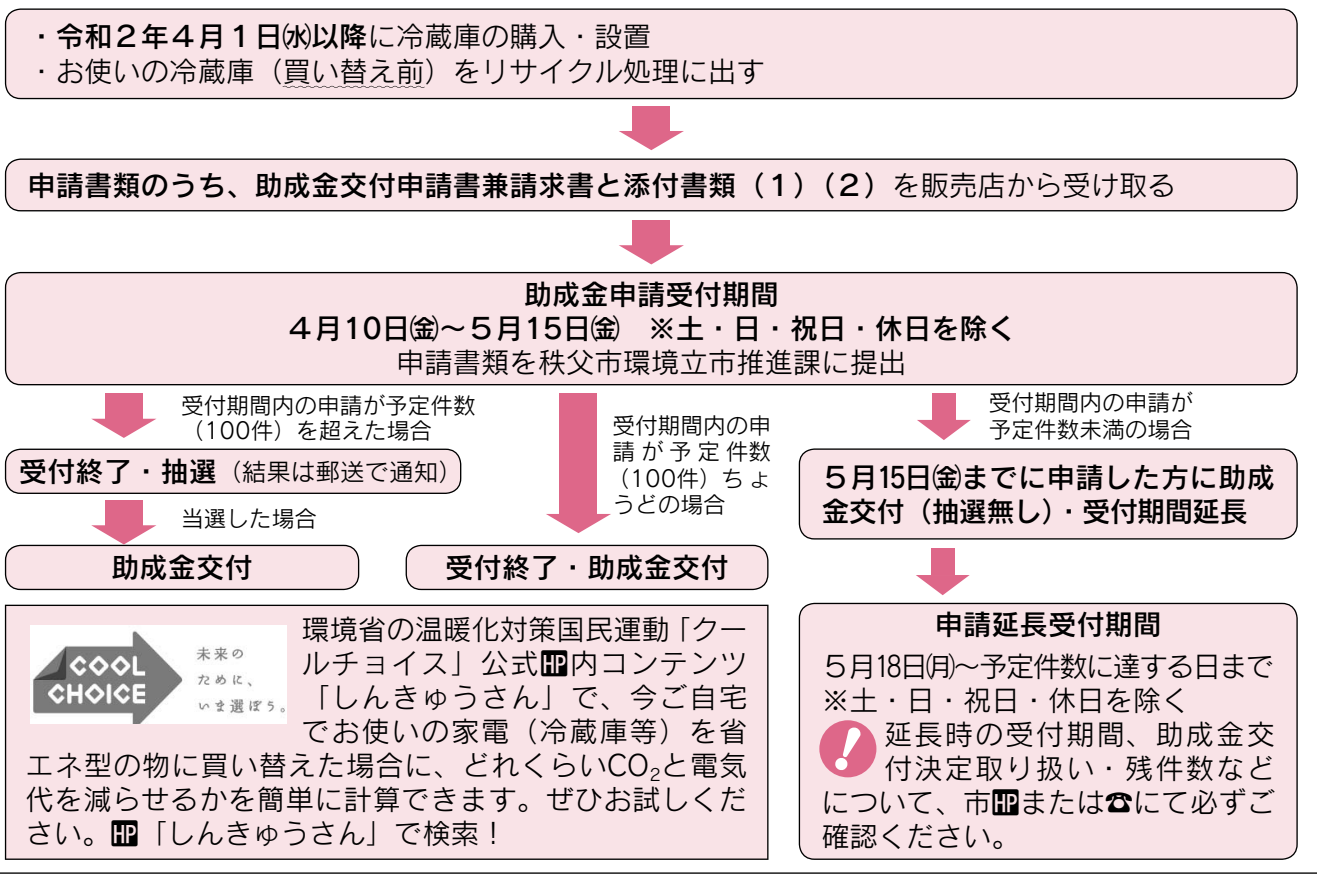 ・令和２年４月１日㈬以降に冷蔵庫の購入・設置
・お使いの冷蔵庫（買い替え前）をリサイクル処理に出す
申請書類のうち、助成金交付申請書兼請求書と添付書類（１）（２）を販売店から受け取る
助成金申請受付期間
４月10日㈮～５月15日㈮　※土・日・祝日・休日を除く
申請書類を秩父市環境立市推進課に提出
受付期間内の申請が予定件数
（100件）を超えた場合
受付終了・抽選（結果は郵送で通知）
当選した場合
助成金交付
受付期間内の申
請が予定件数
（100件）ちょ
うどの場合
受付終了・助成金交付
受付期間内の申請が
予定件数未満の場合
５月15日㈮までに申請した方に助成
金交付（抽選無し）・受付期間延長
申請延長受付期間
５月18日㈪～予定件数に達する日まで
※土・日・祝日・休日を除く
延長時の受付期間、助成金交
付決定取り扱い・残件数など
について、市HPまたは☎にて必ずご
確認ください。
COOL
CHOICE
未来の
ために、
いま選ぼう。
環境省の温暖化対策国民運動「クー
ルチョイス」公式HP内コンテンツ
「しんきゅうさん」で、今ご自宅
でお使いの家電（冷蔵庫等）を省
エネ型の物に買い替えた場合に、どれくらいCO₂と電気
代を減らせるかを簡単に計算できます。ぜひお試しくだ
さい。HP「しんきゅうさん」で検索！